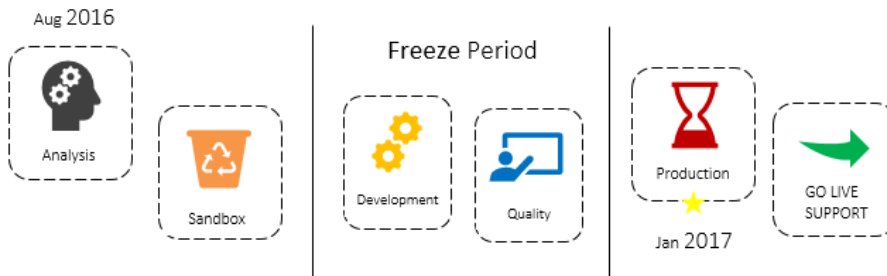 Aug 2016
Analysis
Sandbox
Freeze Period
Development
Quality
Production
Jan 2017
GO LIVE
SUPPORT